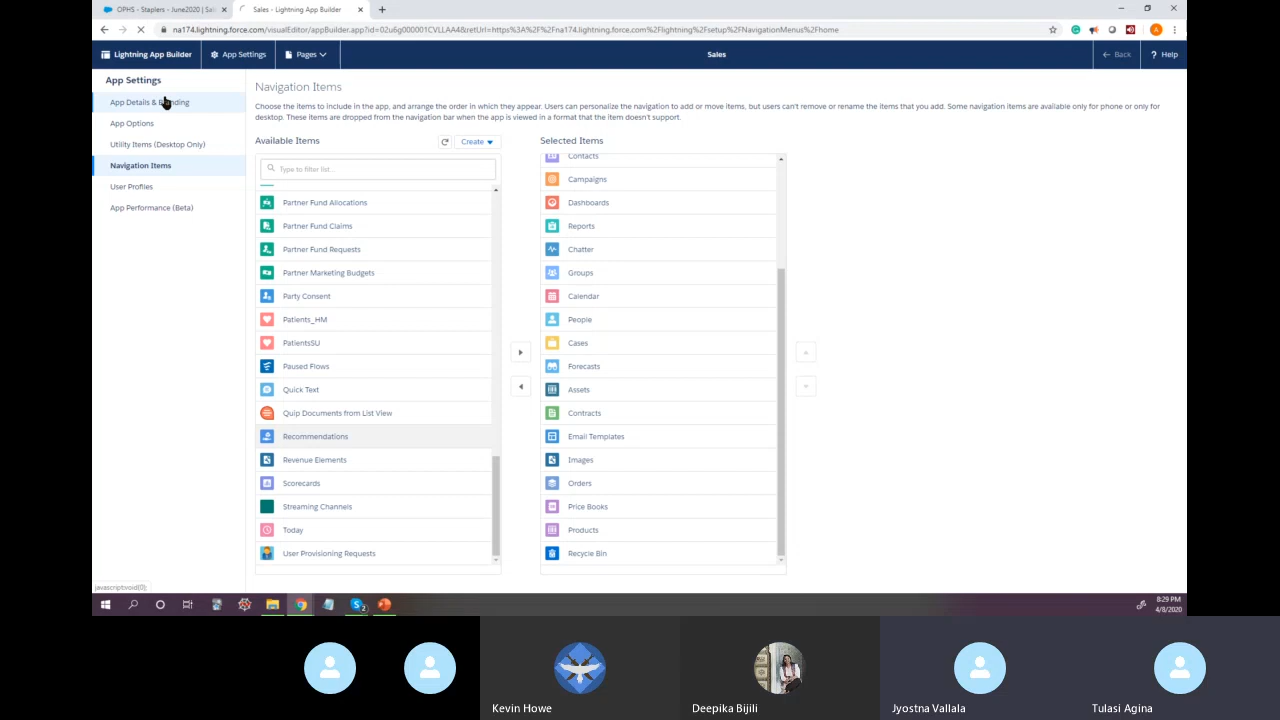 OPHS - Staplers - June2020 | Sal
Sales - Lightning App Builder
na174.lightning.force.com/visualEditor/appBuilder.app?id=02u6g000001CVLLAA4&retUrl=https%3A%2F%2Fna174.lightning.force.com%2Flightning%2Fsetup%2FNavigationMenus%2Fhome
A
Lightning App Builder
App Settings
Pages
Sales
Back
? Help
App Settings
App Details & Branding
App Options
Utility Items (Desktop Only)
Navigation Items
User Profiles
App Performance (Beta)
Navigation Items
Choose the items to include in the app, and arrange the order in which they appear. Users can personalize the navigation to add or move items, but users can't remove or rename the items that you add. Some navigation items are available only for phone or only for
desktop. These items are dropped from the navigation bar when the app is viewed in a format that the item doesn't support.
Available Items
Create
Type to filter list...
Partner Fund Allocations
Partner Fund Claims
Partner Fund Requests
Partner Marketing Budgets
Party Consent
Patients_HM
PatientsSU
Paused Flows
Quick Text
Quip Documents from List View
Recommendations
Revenue Elements
Scorecards
Streaming Channels
Today
User Provisioning Requests
Selected Items
Contacts
Campaigns
Dashboards
Reports
Chatter
Groups
Calendar
People
Cases
Forecasts
Assets
Contracts
Email Templates
Images
Orders
Price Books
Products
Recycle Bin
javascript:void(0);
8:29 PM
4/8/2020
Kevin Howe
Deepika Bijili
Jyostna Vallala
Tulasi Agina